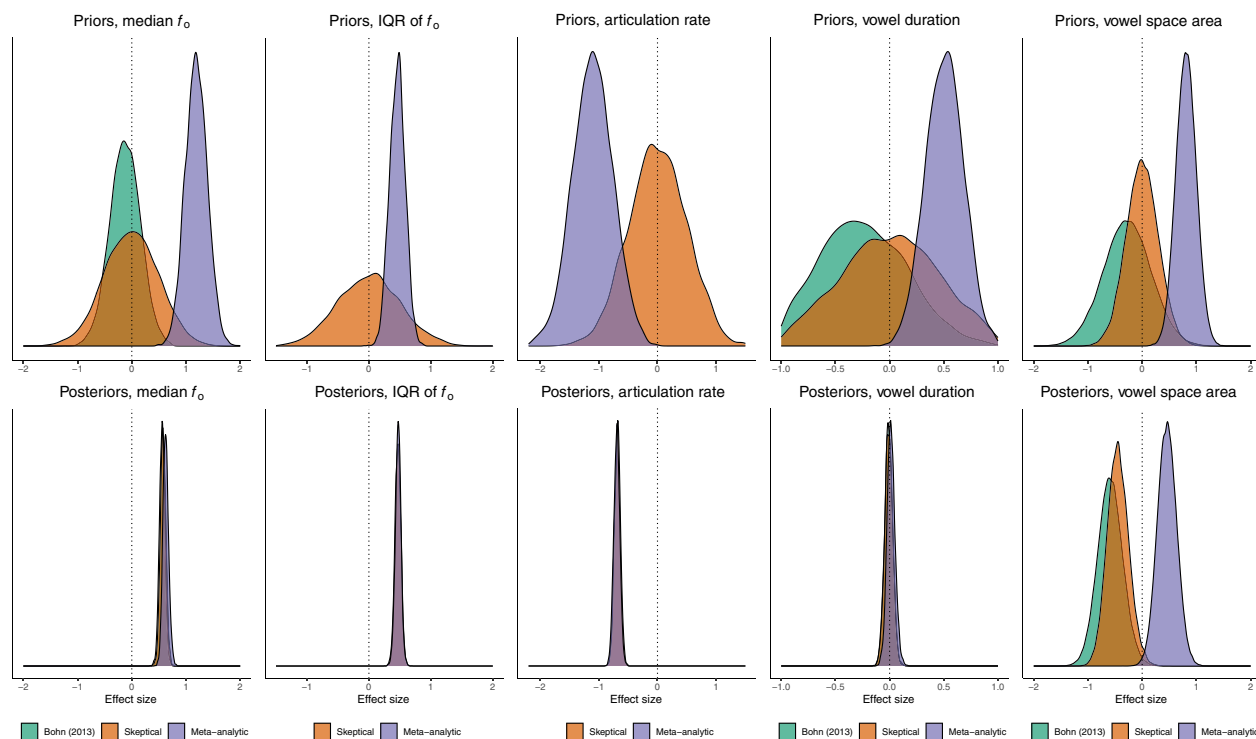 Priors, median fo
Priors, IQR of fo
Priors, articulation rate
Priors, vowel duration
Priors, vowel space area
−2 −1 0 1 2
−1 0 1 2
−2 −1 0 1
−1.0 −0.5 0.0 0.5 1.0
−2 −1 0 1 2
Posteriors, median fo
Posteriors, IQR of fo
Posteriors, articulation rate
Posteriors, vowel duration
Posteriors, vowel space area
−2 −1 0 1 2
−1 0 1 2
−2 −1 0 1
−1.0 −0.5 0.0 0.5 1.0
−2 −1 0 1 2
Effect size
Effect size
Effect size
Effect size
Effect size
Bohn (2013) Skeptical Meta−analytic
Skeptical Meta−analytic
Skeptical Meta−analytic
Bohn (2013) Skeptical Meta−analytic
Bohn (2013) Skeptical Meta−analy